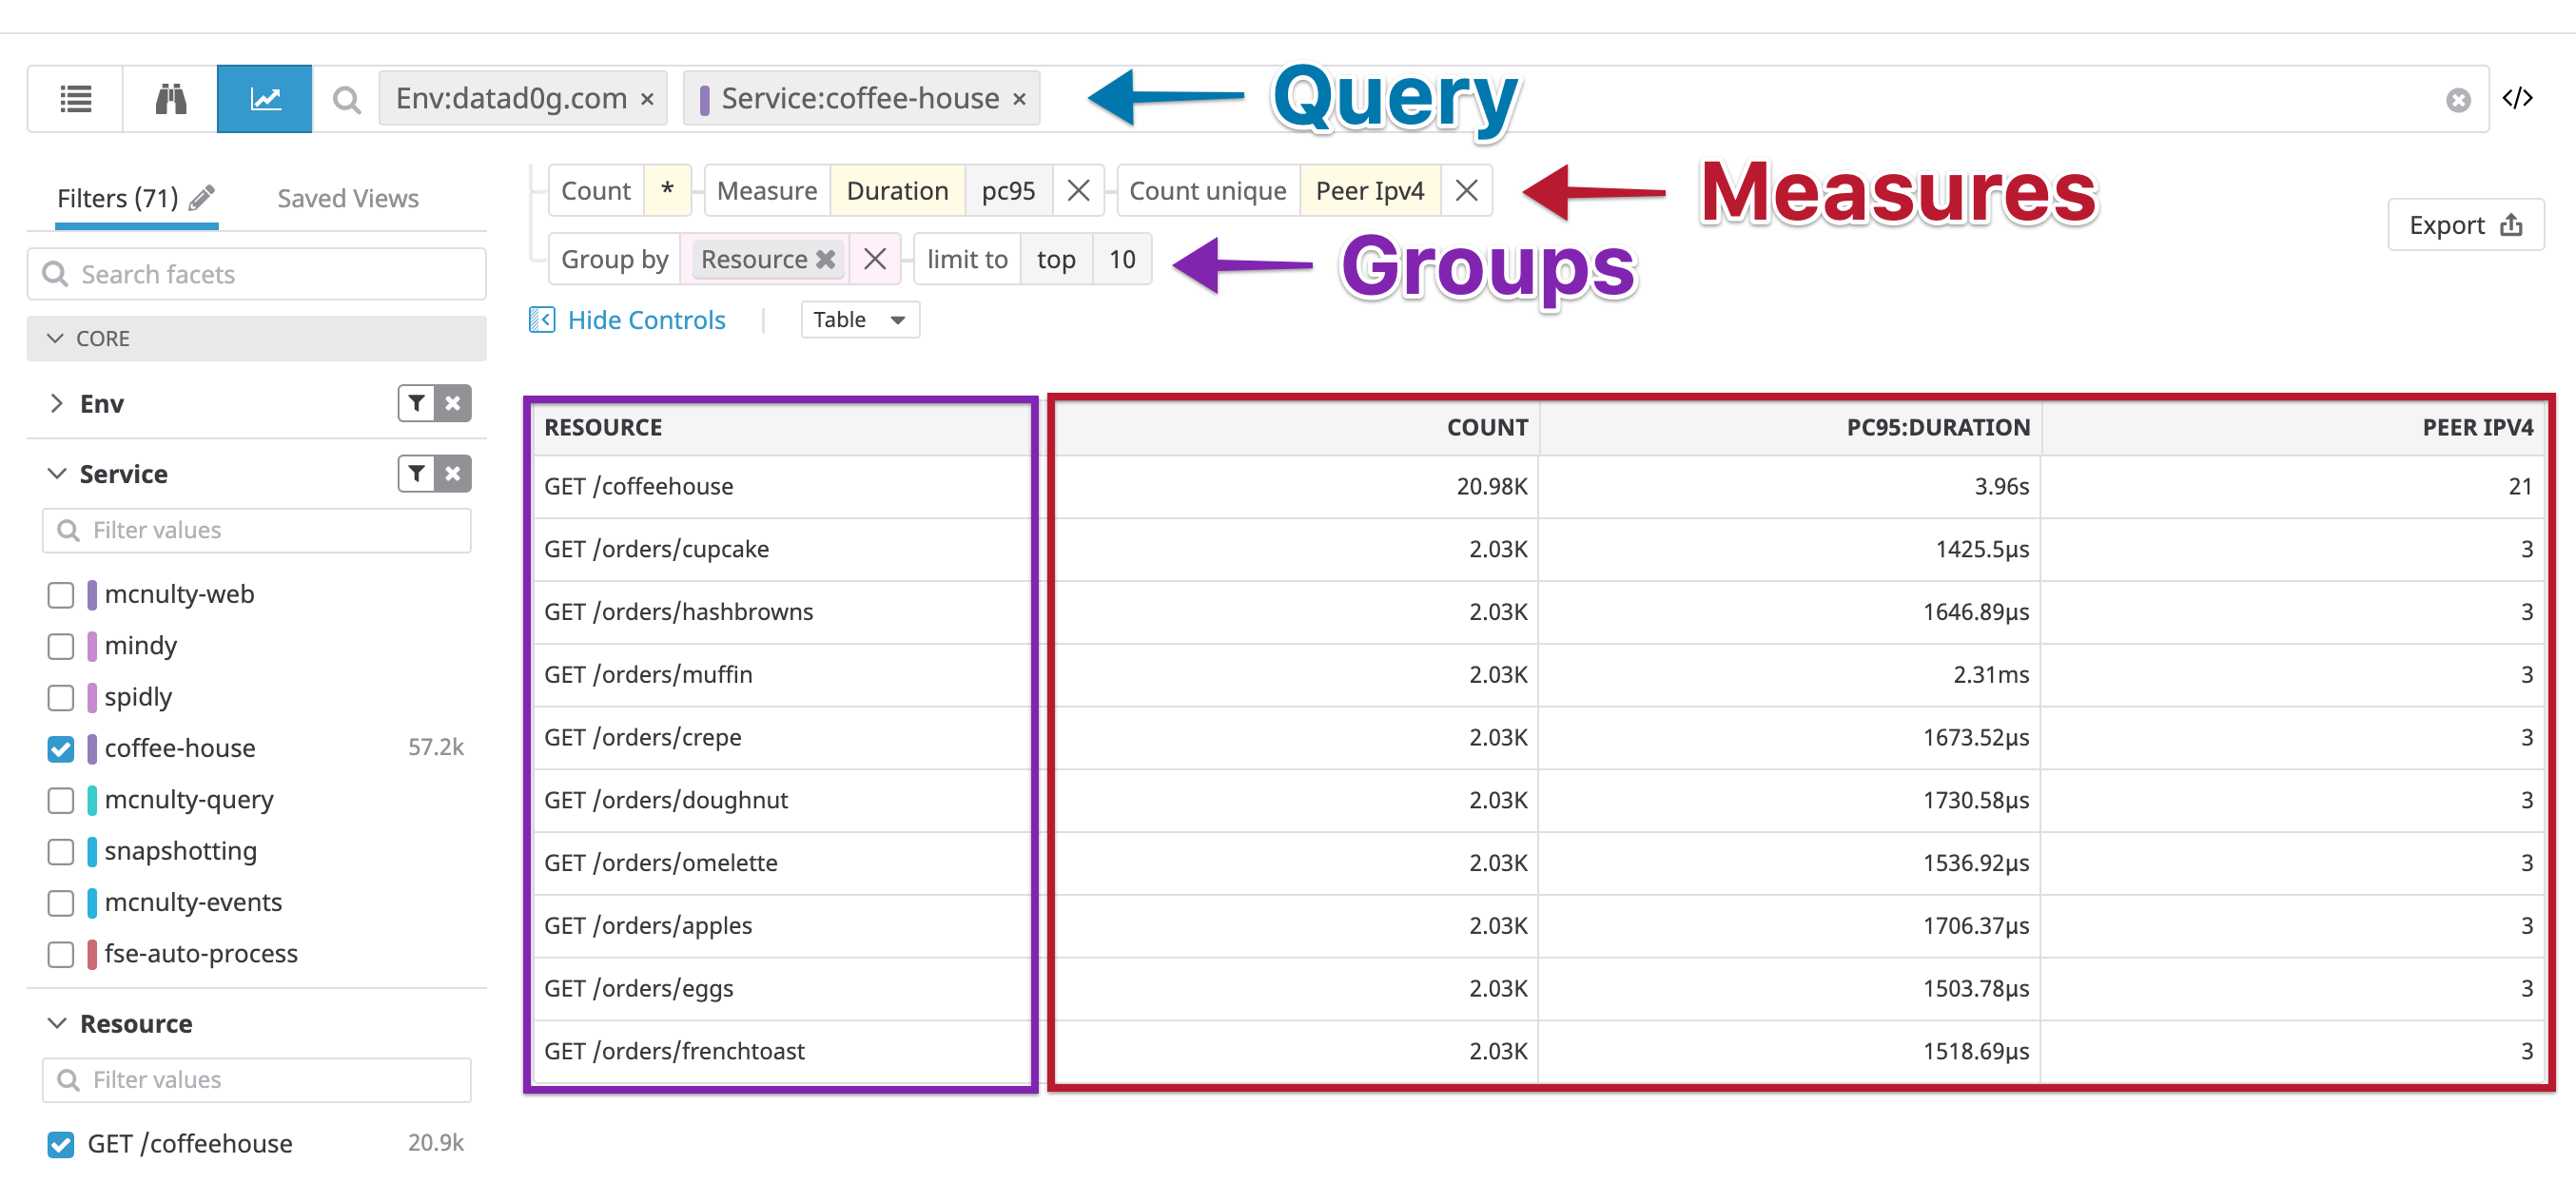 Env:datad0g.com × Service:coffee-house × Query </>
Filters (71) Saved Views
Count * Measure Duration pc95 Count unique Peer Ipv4 Measures
Export
Group by Resource limit to top 10 Groups
Search facets
Hide Controls Table
CORE
Env
Service
Filter values
mcnulty-web
mindy
spidly
coffee-house 57.2k
mcnulty-query
snapshotting
mcnulty-events
fse-auto-process
Resource
Filter values
GET /coffeehouse 20.9k
RESOURCE COUNT PC95:DURATION PEER IPV4
GET /coffeehouse 20.98K 3.96s 21
GET /orders/cupcake 2.03K 1425.5µs 3
GET /orders/hashbrowns 2.03K 1646.89µs 3
GET /orders/muffin 2.03K 2.31ms 3
GET /orders/crepe 2.03K 1673.52µs 3
GET /orders/doughnut 2.03K 1730.58µs 3
GET /orders/omelette 2.03K 1536.92µs 3
GET /orders/apples 2.03K 1706.37µs 3
GET /orders/eggs 2.03K 1503.78µs 3
GET /orders/frenchtoast 2.03K 1518.69µs 3